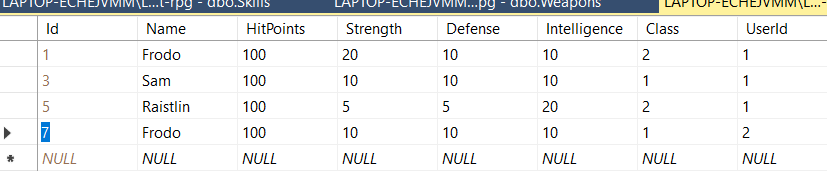 LAPTOP-ECHEJVMM\L...t-rpg - dbo.Skills LAPTOP-ECHEJVMM...pg - dbo.Weapons LAPTOP-ECHEJVMM\L...-
Id Name HitPoints Strength Defense Intelligence Class UserId
1 Frodo 100 20 10 10 2 1
3 Sam 100 10 10 10 1 1
5 Raistlin 100 5 5 20 2 1
7 Frodo 100 10 10 10 1 2
* NULL NULL NULL NULL NULL NULL NULL NULL